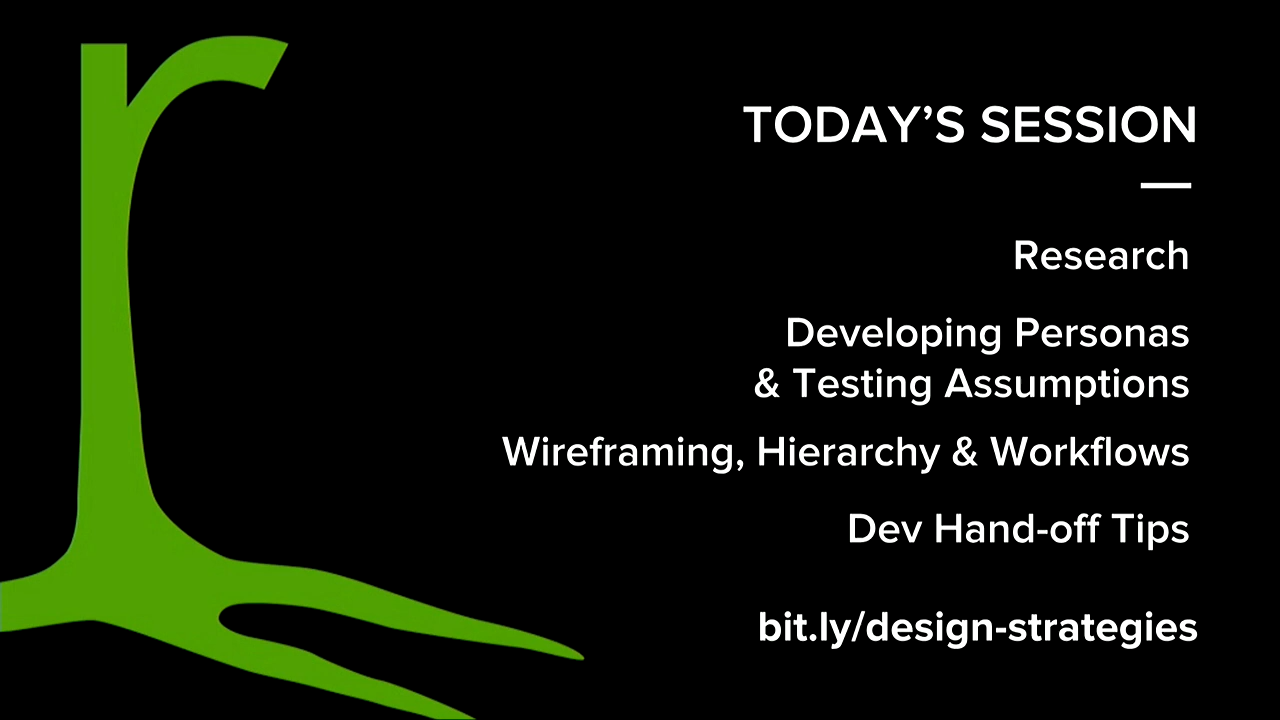 r
TODAY’S SESSION
Research
Developing Personas
& Testing Assumptions
Wireframing, Hierarchy & Workflows
Dev Hand-off Tips
bit.ly/design-strategies